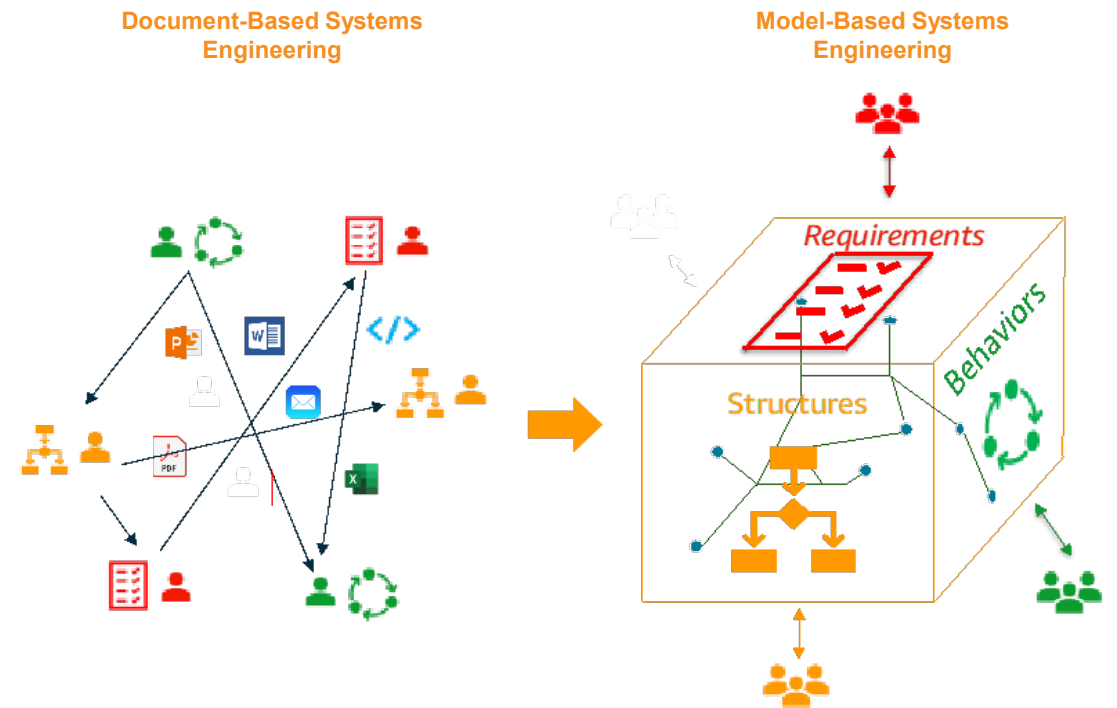 Document-Based Systems
Engineering
Model-Based Systems
Engineering
Requirements
Behaviors
Structures
P
W
</>
PDF
X